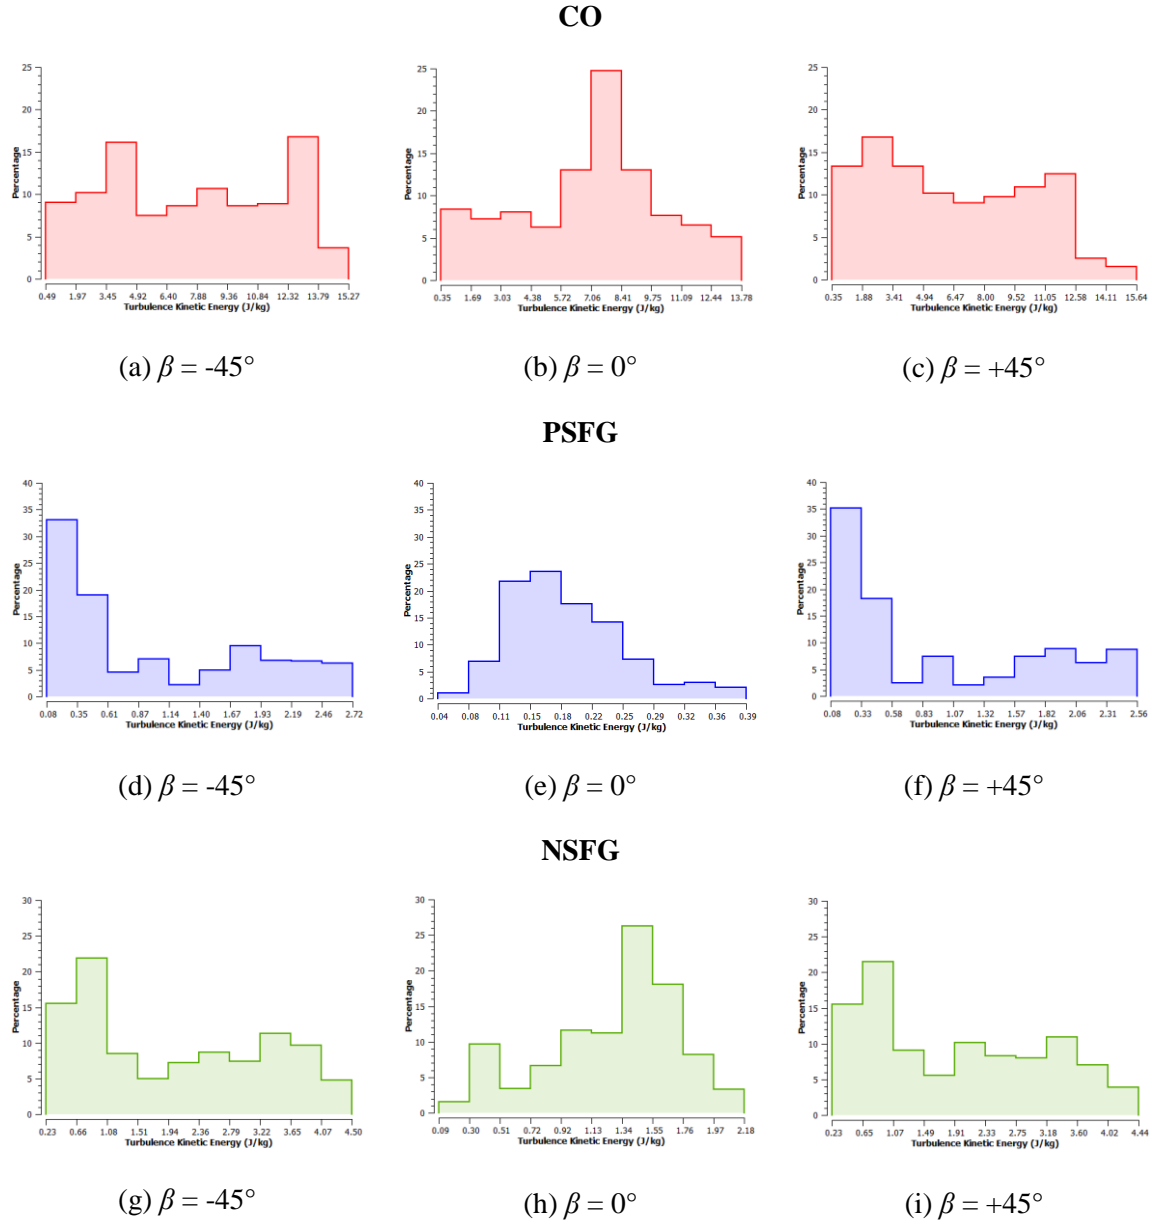 CO
25
20
15
10
5
0
Percentage
0.49 1.97 3.45 4.92 6.40 7.88 9.36 10.84 12.32 13.79 15.27
Turbulence Kinetic Energy (J/kg)
25
20
15
10
5
0
Percentage
0.35 1.69 3.03 4.38 5.72 7.06 8.41 9.75 11.09 12.44 13.78
Turbulence Kinetic Energy (J/kg)
25
20
15
10
5
0
Percentage
0.35 1.88 3.41 4.94 6.47 8.00 9.52 11.05 12.58 14.11 15.64
Turbulence Kinetic Energy (J/kg)
(a) β = -45°
(b) β = 0°
(c) β = +45°
PSFG
40
35
30
25
20
15
10
5
0
Percentage
0.08 0.35 0.61 0.87 1.14 1.40 1.67 1.93 2.19 2.46 2.72
Turbulence Kinetic Energy (J/kg)
40
35
30
25
20
15
10
5
0
Percentage
0.04 0.08 0.11 0.15 0.18 0.22 0.25 0.29 0.32 0.36 0.39
Turbulence Kinetic Energy (J/kg)
40
35
30
25
20
15
10
5
0
Percentage
0.08 0.33 0.58 0.83 1.07 1.32 1.57 1.82 2.06 2.31 2.56
Turbulence Kinetic Energy (J/kg)
(d) β = -45°
(e) β = 0°
(f) β = +45°
NSFG
30
25
20
15
10
5
0
Percentage
0.23 0.66 1.08 1.51 1.94 2.36 2.79 3.22 3.65 4.07 4.50
Turbulence Kinetic Energy (J/kg)
30
25
20
15
10
5
0
Percentage
0.09 0.30 0.51 0.72 0.92 1.13 1.34 1.55 1.76 1.97 2.18
Turbulence Kinetic Energy (J/kg)
30
25
20
15
10
5
0
Percentage
0.23 0.65 1.07 1.49 1.91 2.33 2.75 3.18 3.60 4.02 4.44
Turbulence Kinetic Energy (J/kg)
(g) β = -45°
(h) β = 0°
(i) β = +45°